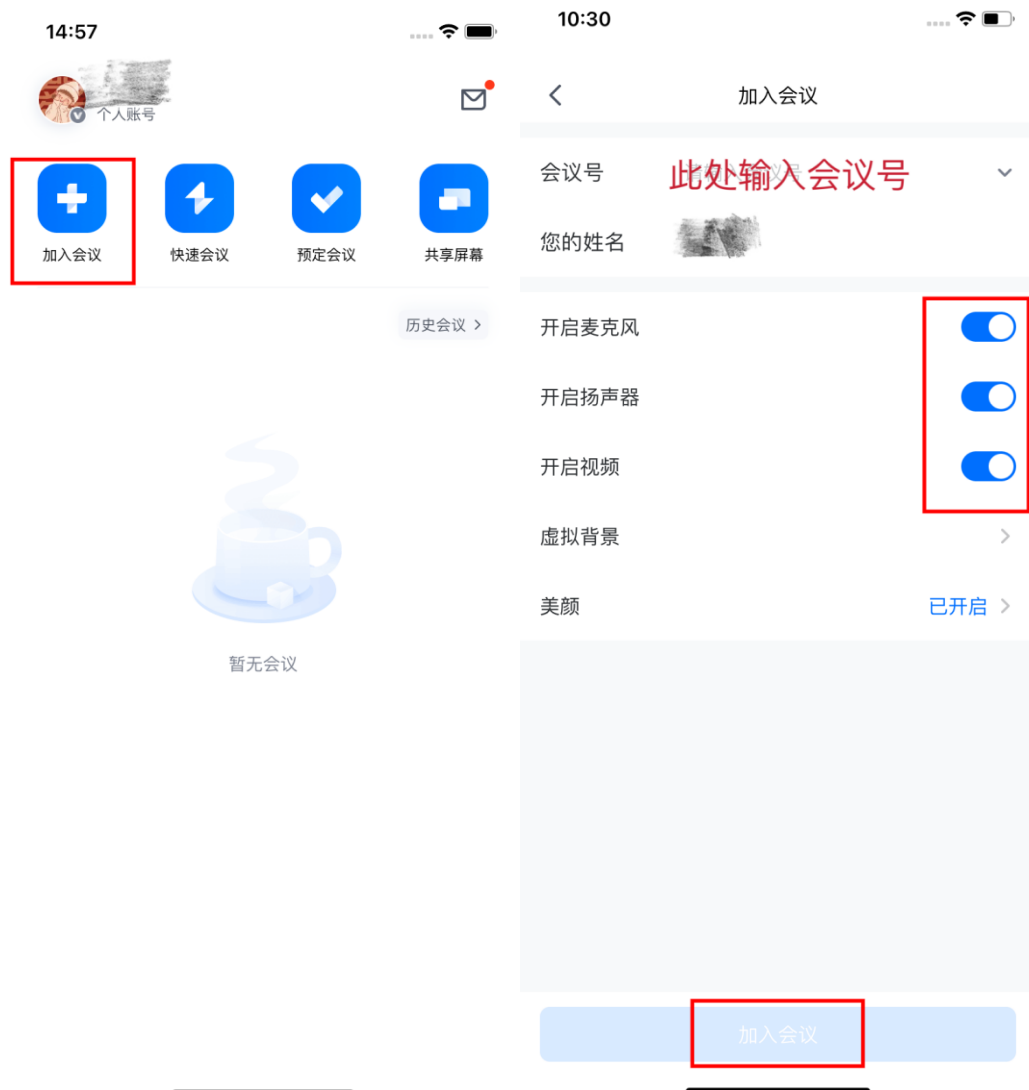 14:57
个人账号
加入会议
快速会议
预定会议
共享屏幕
历史会议
暂无会议
10:30
加入会议
会议号 此处输入会议号
您的姓名
开启麦克风
开启扬声器
开启视频
虚拟背景
美颜 已开启
加入会议